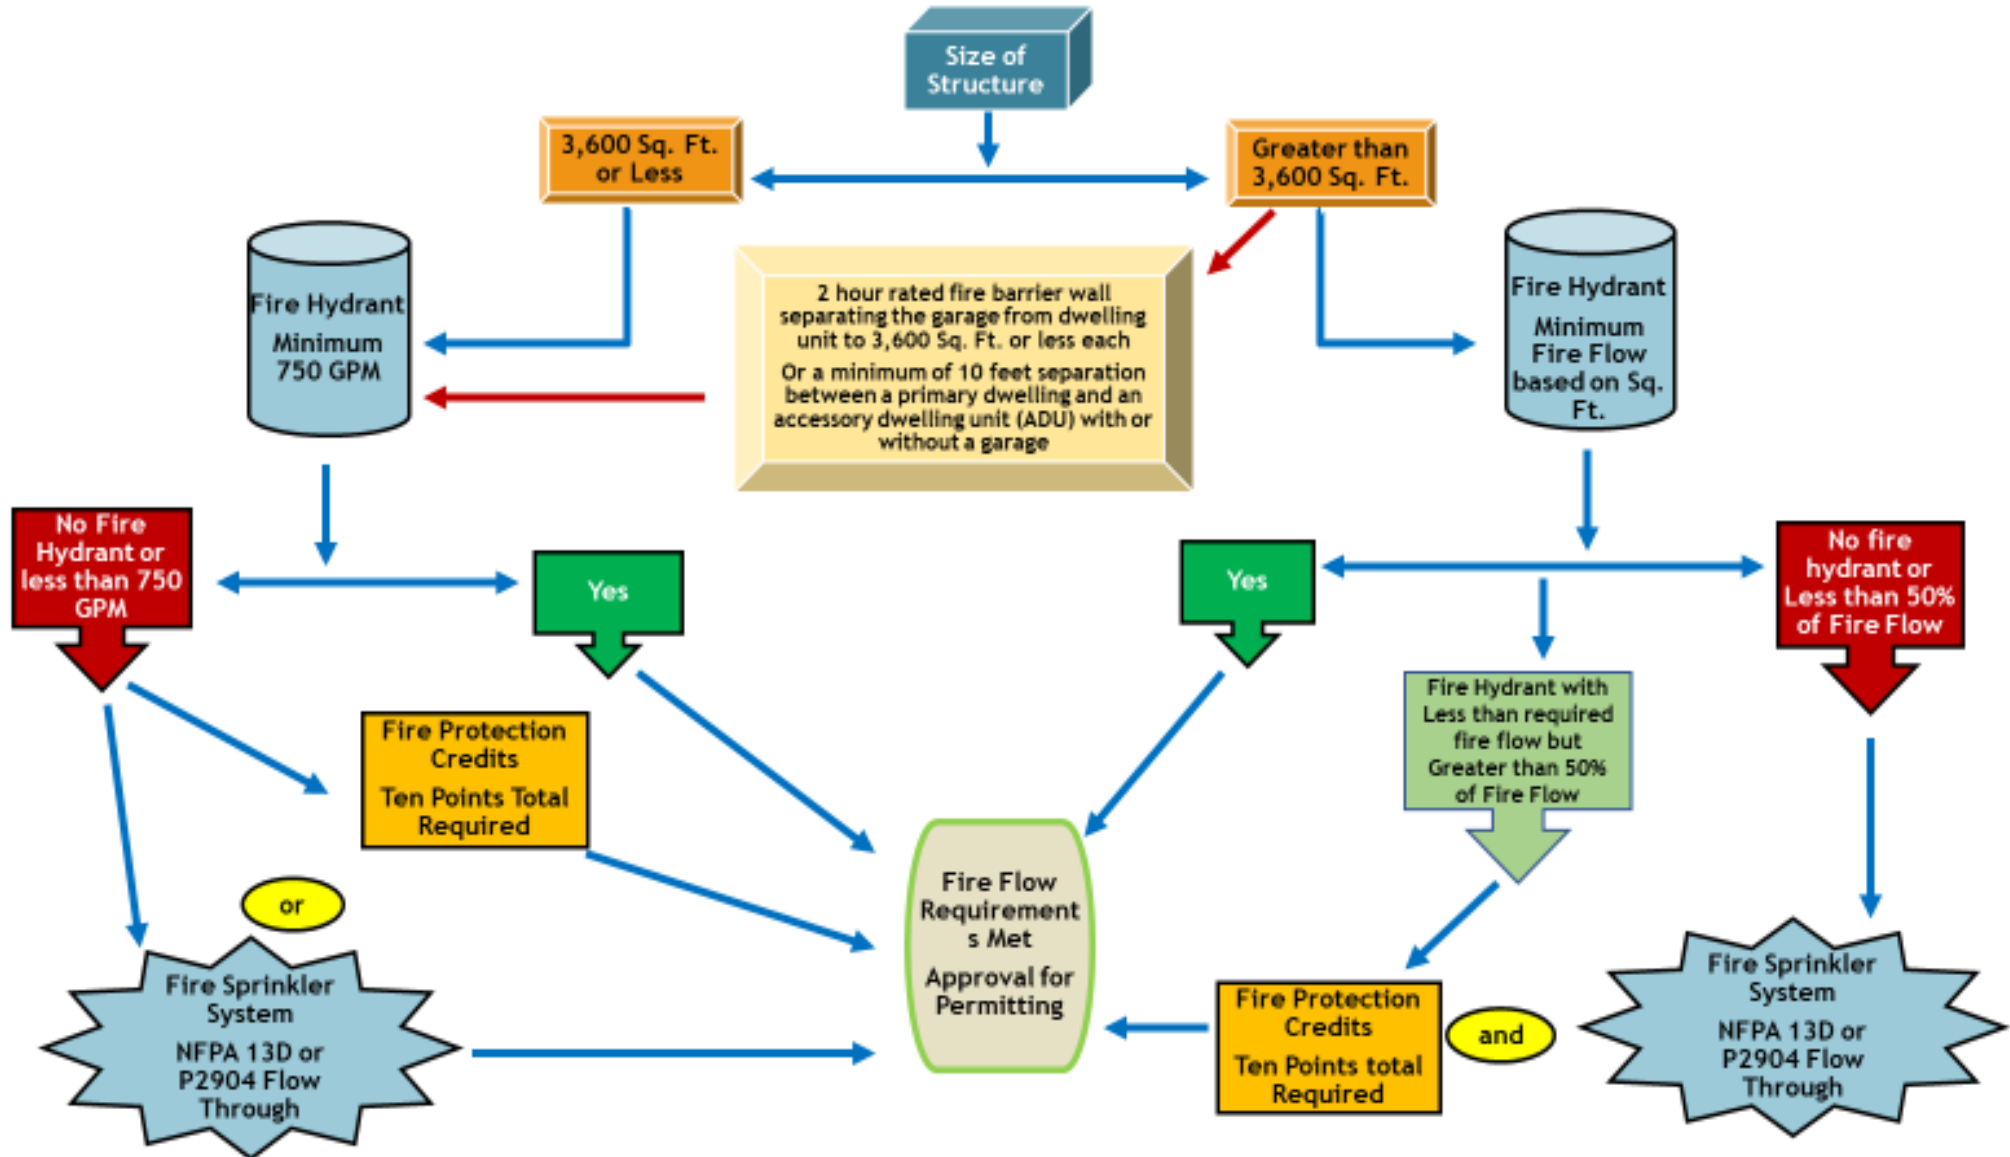 Size of
Structure
3,600 Sq. Ft.
or Less
Greater than
3,600 Sq. Ft.
Fire Hydrant
Minimum
750 GPM
2 hour rated fire barrier wall
separating the garage from dwelling
unit to 3,600 Sq. Ft. or less each
Or a minimum of 10 feet separation
between a primary dwelling and an
accessory dwelling unit (ADU) with or
without a garage
Fire Hydrant
Minimum
Fire Flow
based on Sq.
Ft.
No Fire
Hydrant or
less than 750
GPM
Yes
Yes
No fire
hydrant or
Less than 50%
of Fire Flow
Fire Hydrant with
Less than required
fire flow but
Greater than 50%
of Fire Flow
Fire Protection
Credits
Ten Points Total
Required
or
Fire Flow
Requirement
s Met
Approval for
Permitting
Fire Sprinkler
System
NFPA 13D or
P2904 Flow
Through
Fire Protection
Credits
Ten Points total
Required
and
Fire Sprinkler
System
NFPA 13D or
P2904 Flow
Through